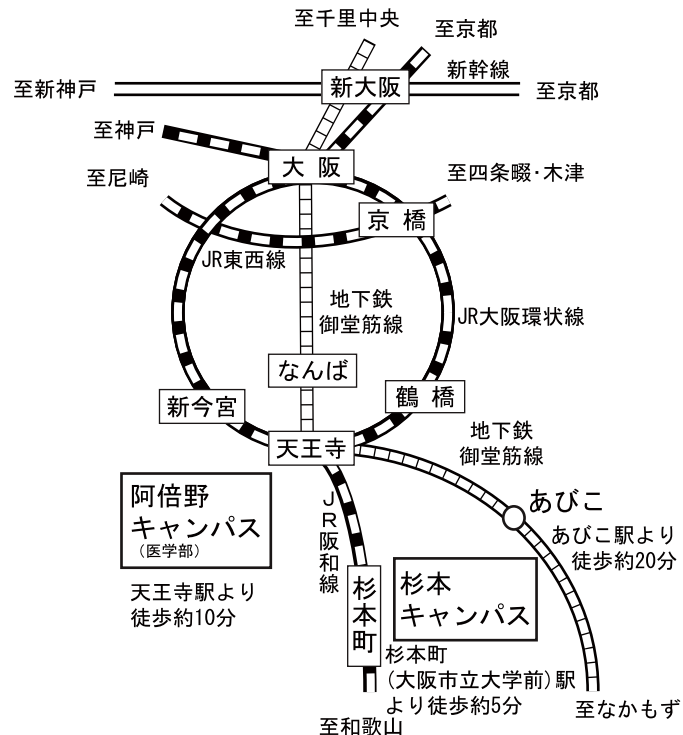 至千里中央
至京都
新幹線
至新神戸
新大阪
至京都
至神戸
大阪
至尼崎
至四条畷･木津
京橋
JR東西線
地下鉄
御堂筋線
JR大阪環状線
なんば
新今宮
鶴橋
天王寺
地下鉄
御堂筋線
阿倍野
キャンパス
(医学部)
天王寺駅より
徒歩約10分
JR阪和線
あびこ
あびこ駅より
徒歩約20分
杉本町
杉本
キャンパス
杉本町
(大阪市立大学前)駅
より徒歩約5分
至和歌山
至なかもず